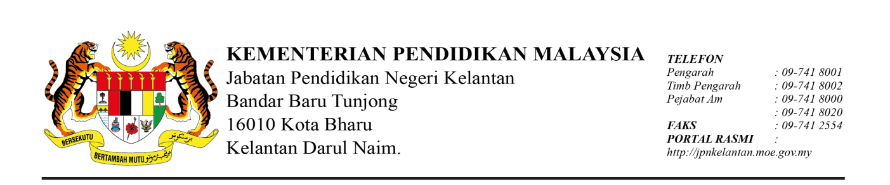 KEMENTERIAN PENDIDIKAN MALAYSIA
Jabatan Pendidikan Negeri Kelantan
Bandar Baru Tunjong
16010 Kota Bharu
Kelantan Darul Naim.
TELEFON
Pengarah : 09-741 8001
Timb Pengarah : 09-741 8002
Pejabat Am : 09-741 8000
: 09-741 8020
FAKS : 09-741 2554
PORTAL RASMI :
http://jpnkelantan.moe.gov.my
BERSEKUTU
BERTAMBAH MUTU